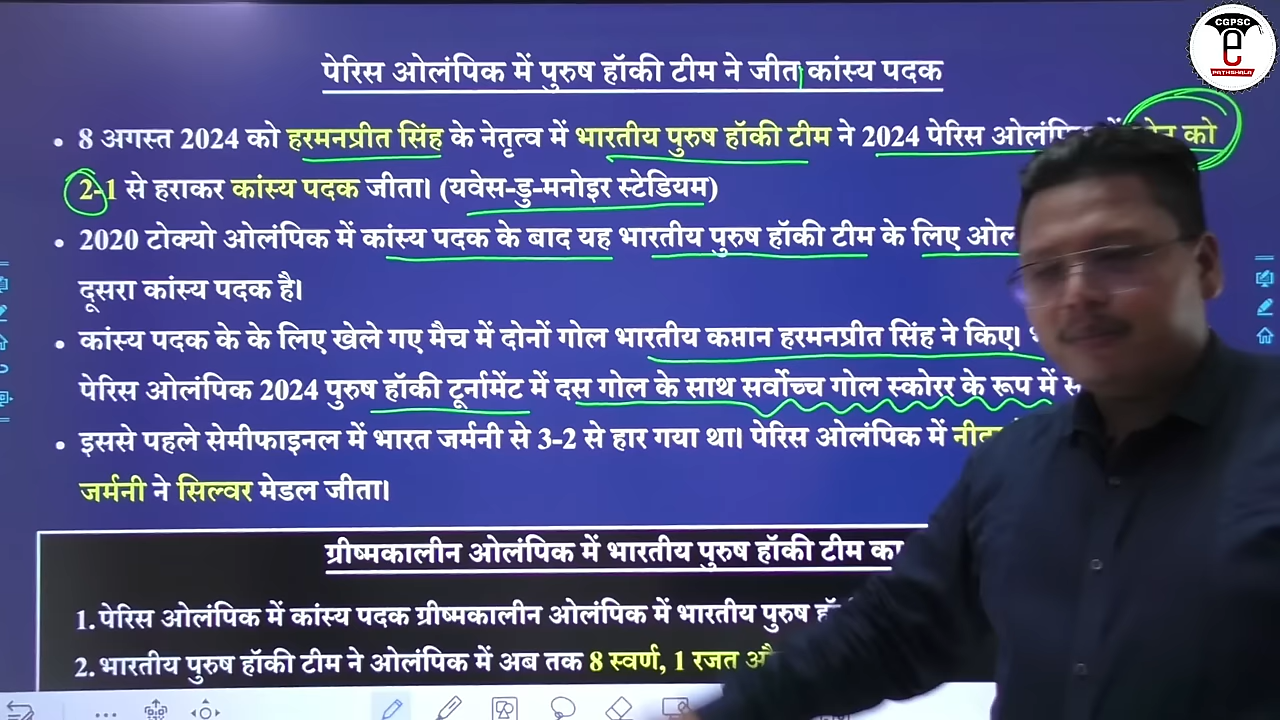 CGPSC
e
PATHSHALA
पेरिस ओलंपिक में पुरुष हॉकी टीम ने जीता कांस्य पदक
• 8 अगस्त 2024 को हरमनप्रीत सिंह के नेतृत्व में भारतीय पुरुष हॉकी टीम ने 2024 पेरिस ओलंपिक में को
2-1 से हराकर कांस्य पदक जीता। (यवेस-डु-मनोइर स्टेडियम)
• 2020 टोक्यो ओलंपिक में कांस्य पदक के बाद यह भारतीय पुरुष हॉकी टीम के लिए
दूसरा कांस्य पदक है।
• कांस्य पदक के के लिए खेले गए मैच में दोनों गोल भारतीय कप्तान हरमनप्रीत सिंह ने किए।
पेरिस ओलंपिक 2024 पुरुष हॉकी टूर्नामेंट में दस गोल के साथ सर्वोच्च गोल स्कोरर के रूप में
• इससे पहले सेमीफाइनल में भारत जर्मनी से 3-2 से हार गया था। पेरिस ओलंपिक में
जर्मनी ने सिल्वर मेडल जीता।
ग्रीष्मकालीन ओलंपिक में भारतीय पुरुष हॉकी टीम का
1. पेरिस ओलंपिक में कांस्य पदक ग्रीष्मकालीन ओलंपिक में भारतीय पुरुष
2. भारतीय पुरुष हॉकी टीम ने ओलंपिक में अब तक 8 स्वर्ण, 1 रजत